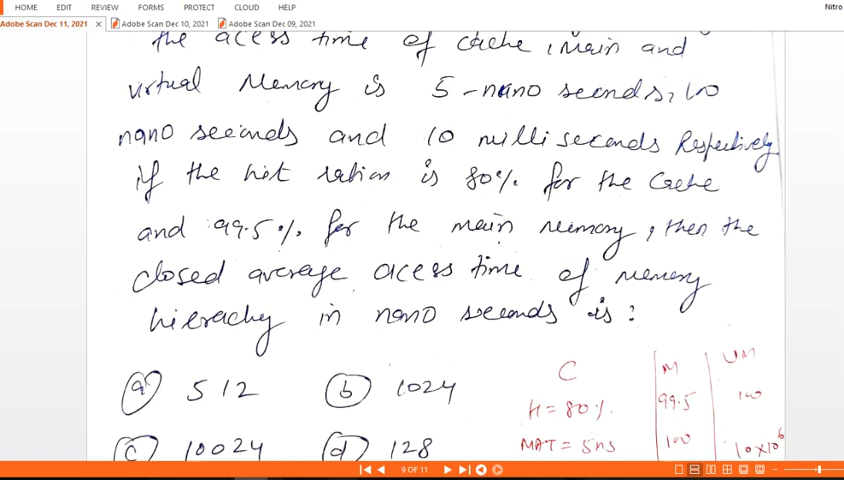 HOME EDIT REVIEW FORMS PROTECT CLOUD HELP Nitro
Adobe Scan Dec 11, 2021 × Adobe Scan Dec 10, 2021 Adobe Scan Dec 09, 2021
the acess time of cache, Main and
virtual Memory is 5-nano seconds, 100
nano seconds and 10 milli seconds Respectively
if the hit ration is 80% for the Cache
and 99.5% for the main memory, then the
closed average acess time of memory
hierachy in nano seconds is:
(a) 512 (b) 1024
(c) 10024 (d) 128
C M VM
H = 80% 99.5 100
MAT = 5ns 100 10×10⁶
9 OF 11